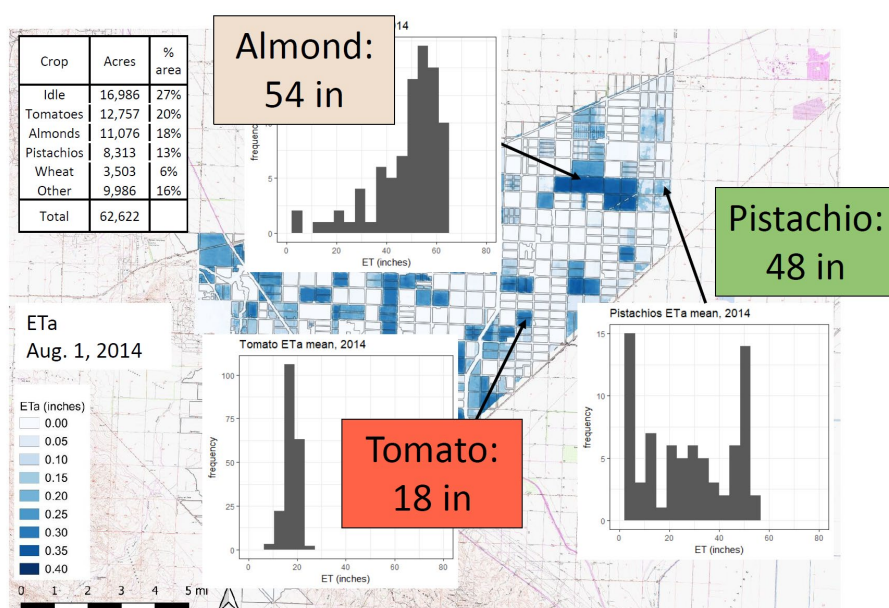 Crop Acres % area
Idle 16,986 27%
Tomatoes 12,757 20%
Almonds 11,076 18%
Pistachios 8,313 13%
Wheat 3,503 6%
Other 9,986 16%
Total 62,622
Almond:
54 in
frequency
0
5
0 20 40 60 80
ET (inches)
Pistachio:
48 in
ETa
Aug. 1, 2014
ETa (inches)
0.00
0.05
0.10
0.15
0.20
0.25
0.30
0.35
0.40
0 1 2 3 4 5 mi
Tomato ETa mean, 2014
frequency
100
75
50
25
0
0 20 40 60 80
ET (inches)
Tomato:
18 in
Pistachios ETa mean, 2014
frequency
15
10
5
0
0 20 40 60 80
ET (inches)